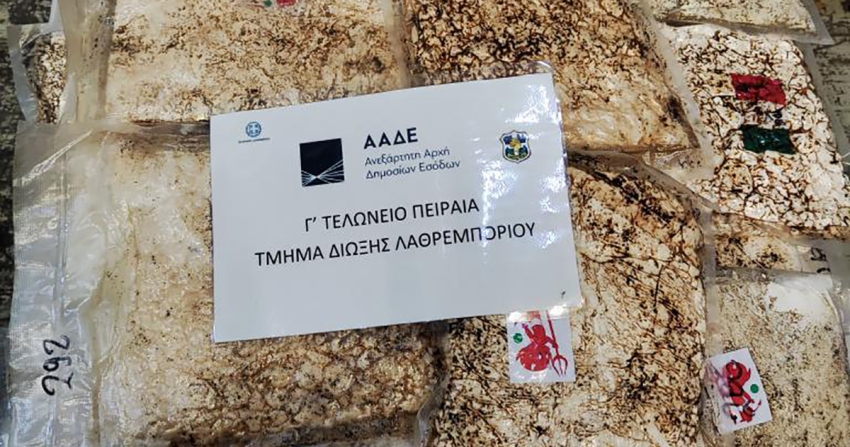 ΑΑΔΕ
Ανεξάρτητη Αρχή
Δημοσίων Εσόδων
Γ’ ΤΕΛΩΝΕΙΟ ΠΕΙΡΑΙΑ
ΤΜΗΜΑ ΔΙΩΞΗΣ ΛΑΘΡΕΜΠΟΡΙΟΥ
292